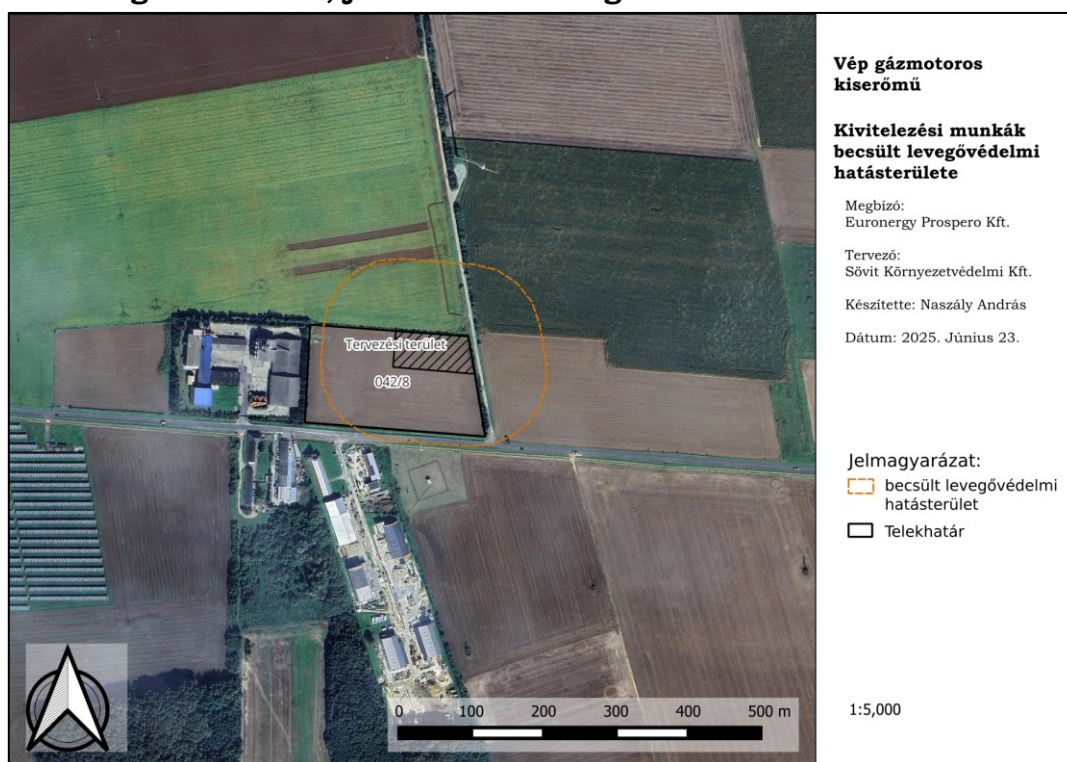 Vép gázmotoros
kiserőmű
Kivitelezési munkák
becsült levegővédelmi
hatásterülete
Megbízó:
Euronergy Prospero Kft.
Tervező:
Sövit Környezetvédelmi Kft.
Készítette: Naszály András
Dátum: 2025. Június 23.
Tervezési terület
042/8
Jelmagyarázat:
becsült levegővédelmi
hatásterület
Telekhatár
0 100 200 300 400 500 m
1:5,000